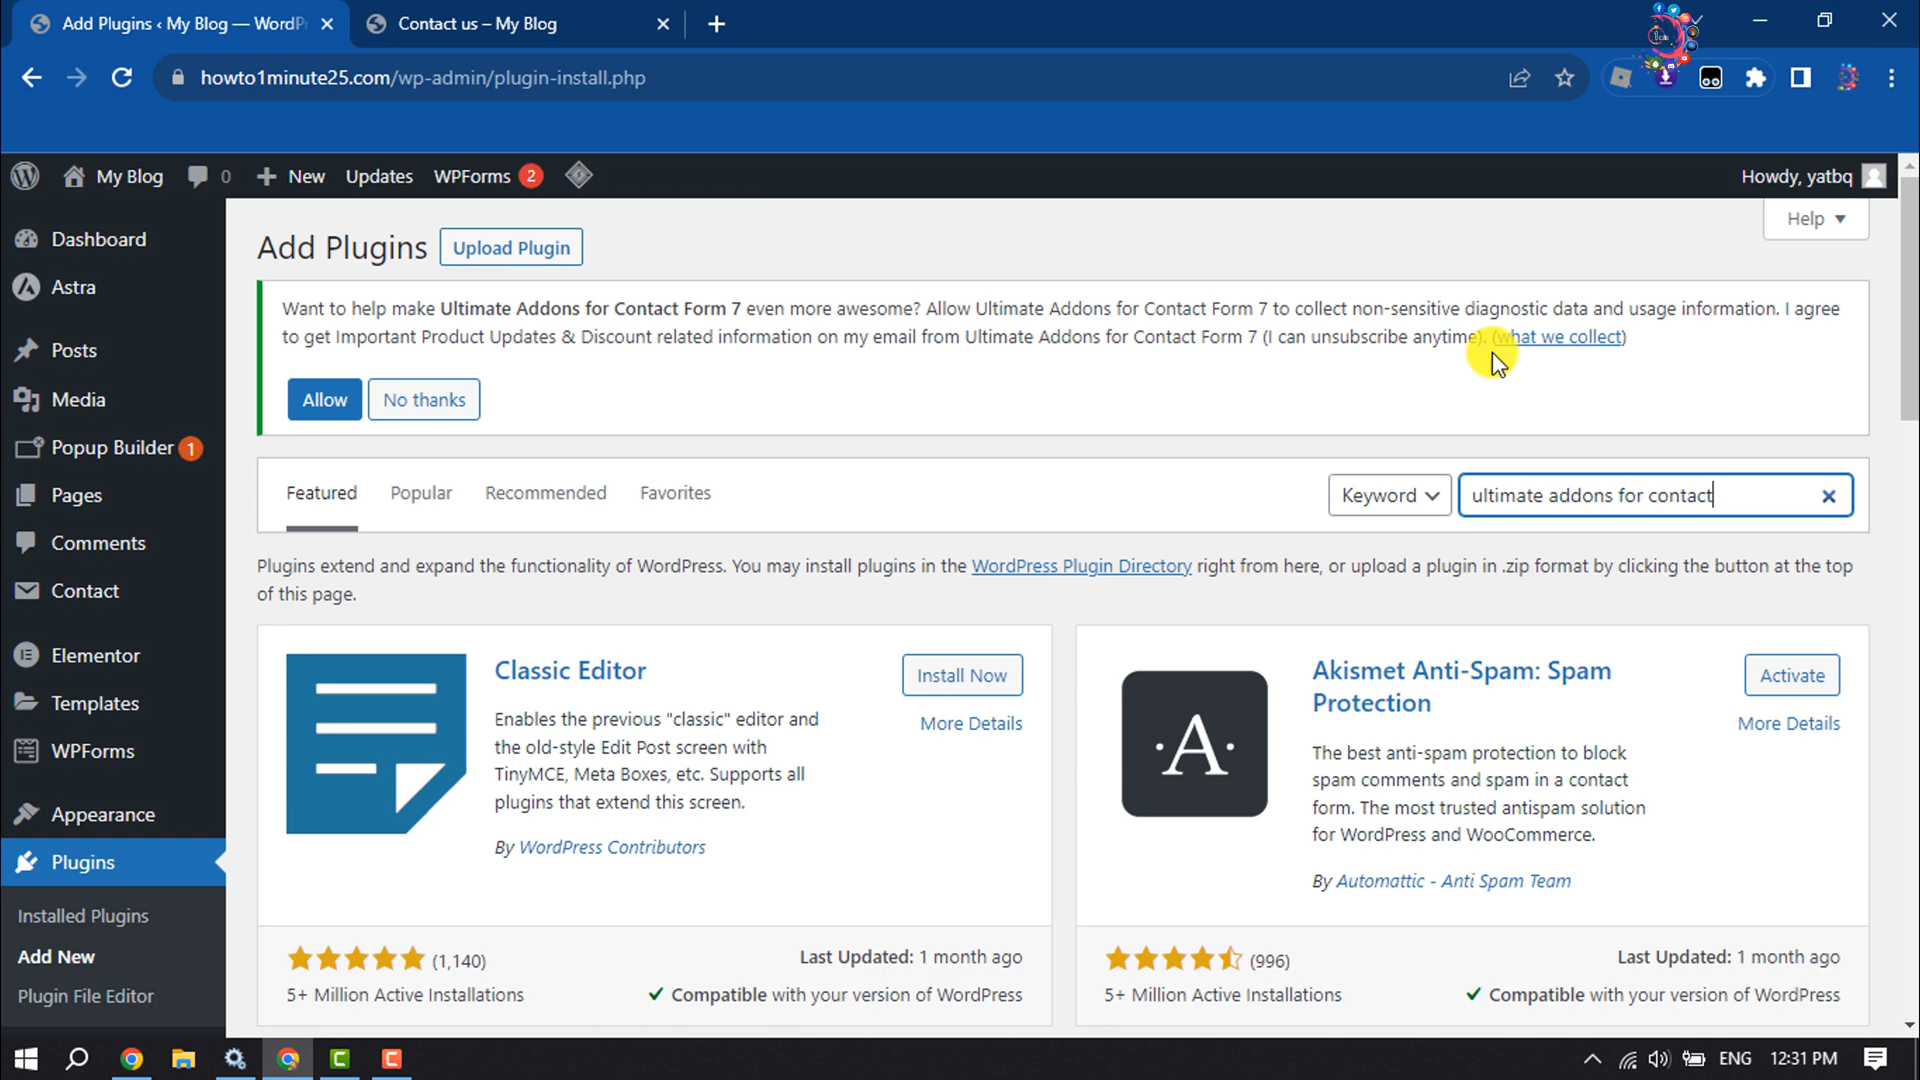 Add Plugins ‹ My Blog — WordPr
Contact us – My Blog
howto1minute25.com/wp-admin/plugin-install.php
My Blog
0
New
Updates
WPForms 2
Howdy, yatbq
Dashboard
Astra
Posts
Media
Popup Builder 1
Pages
Comments
Contact
Elementor
Templates
WPForms
Appearance
Plugins
Installed Plugins
Add New
Plugin File Editor
Help
Add Plugins
Upload Plugin
Want to help make Ultimate Addons for Contact Form 7 even more awesome? Allow Ultimate Addons for Contact Form 7 to collect non-sensitive diagnostic data and usage information. I agree
to get Important Product Updates & Discount related information on my email from Ultimate Addons for Contact Form 7 (I can unsubscribe anytime). (what we collect)
Allow
No thanks
Featured
Popular
Recommended
Favorites
Keyword
ultimate addons for contact
Plugins extend and expand the functionality of WordPress. You may install plugins in the WordPress Plugin Directory right from here, or upload a plugin in .zip format by clicking the button at the top
of this page.
Classic Editor
Install Now
More Details
Enables the previous "classic" editor and
the old-style Edit Post screen with
TinyMCE, Meta Boxes, etc. Supports all
plugins that extend this screen.
By WordPress Contributors
(1,140)
Last Updated: 1 month ago
5+ Million Active Installations
Compatible with your version of WordPress
Akismet Anti-Spam: Spam
Protection
Activate
More Details
The best anti-spam protection to block
spam comments and spam in a contact
form. The most trusted antispam solution
for WordPress and WooCommerce.
By Automattic - Anti Spam Team
(996)
Last Updated: 1 month ago
5+ Million Active Installations
Compatible with your version of WordPress
ENG
12:31 PM